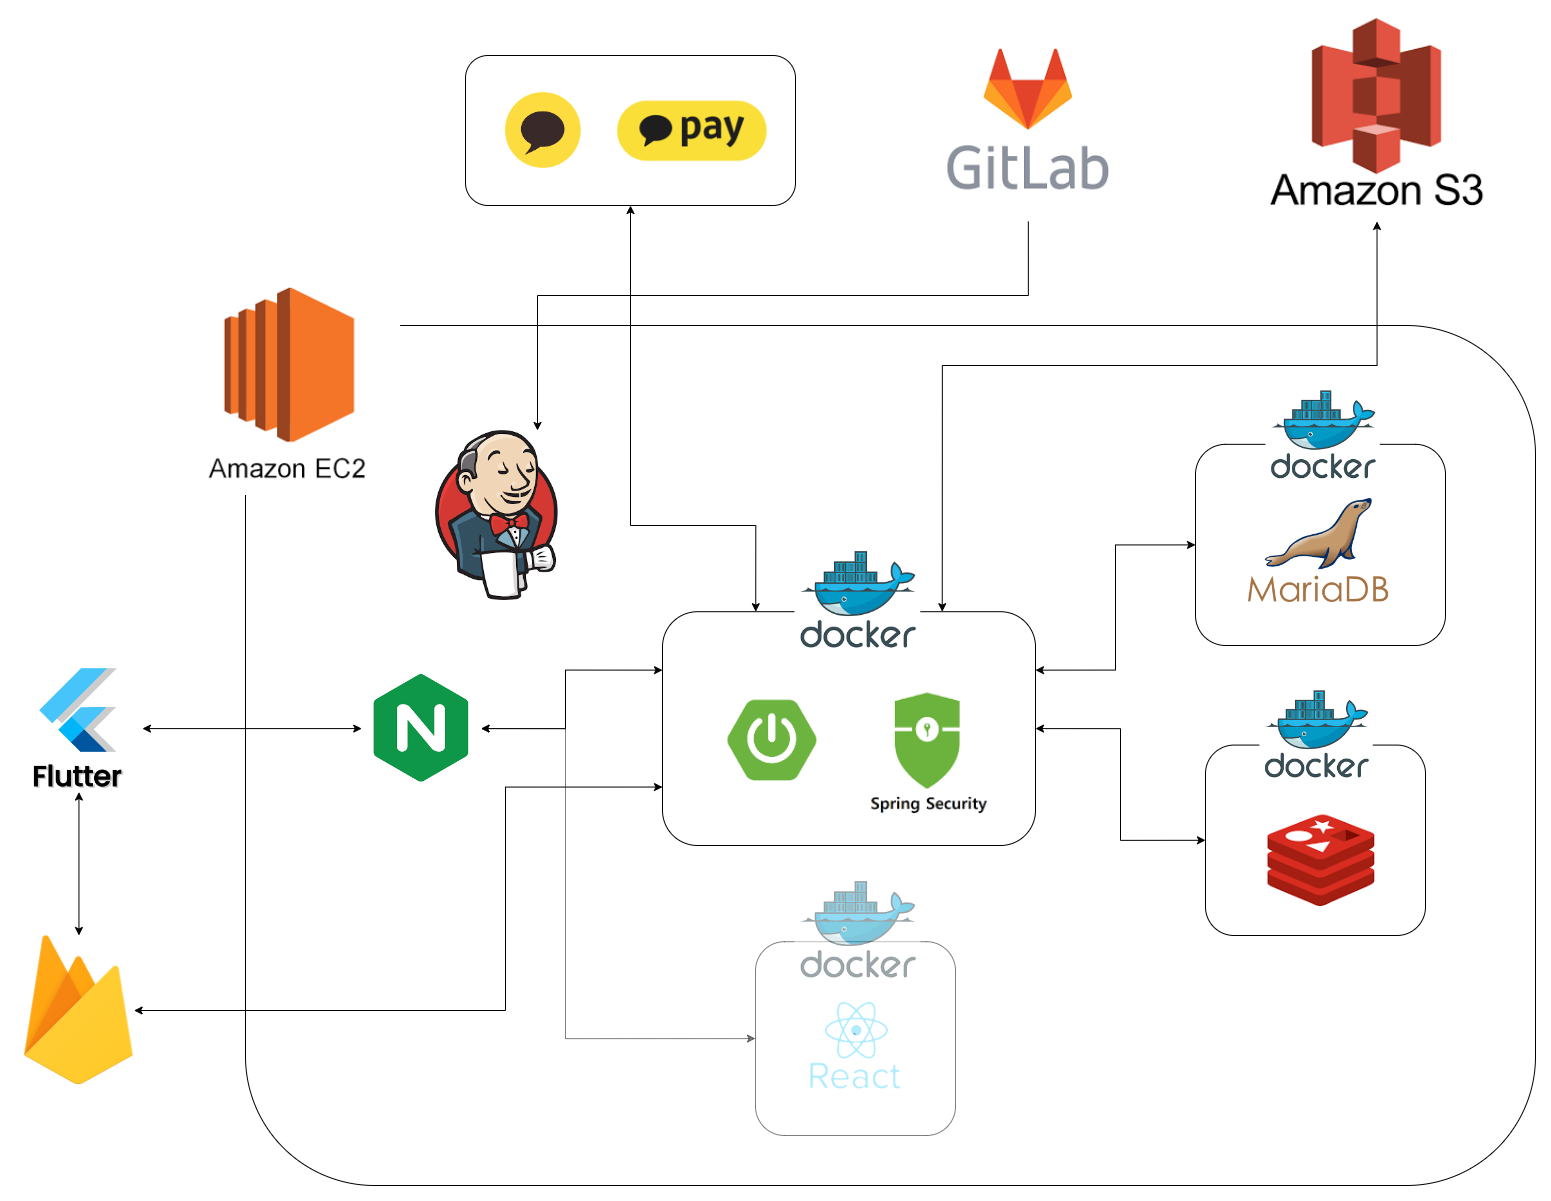 pay
GitLab
Amazon S3
Amazon EC2
docker
MariaDB
docker
Flutter
N
Spring Security
docker
docker
React